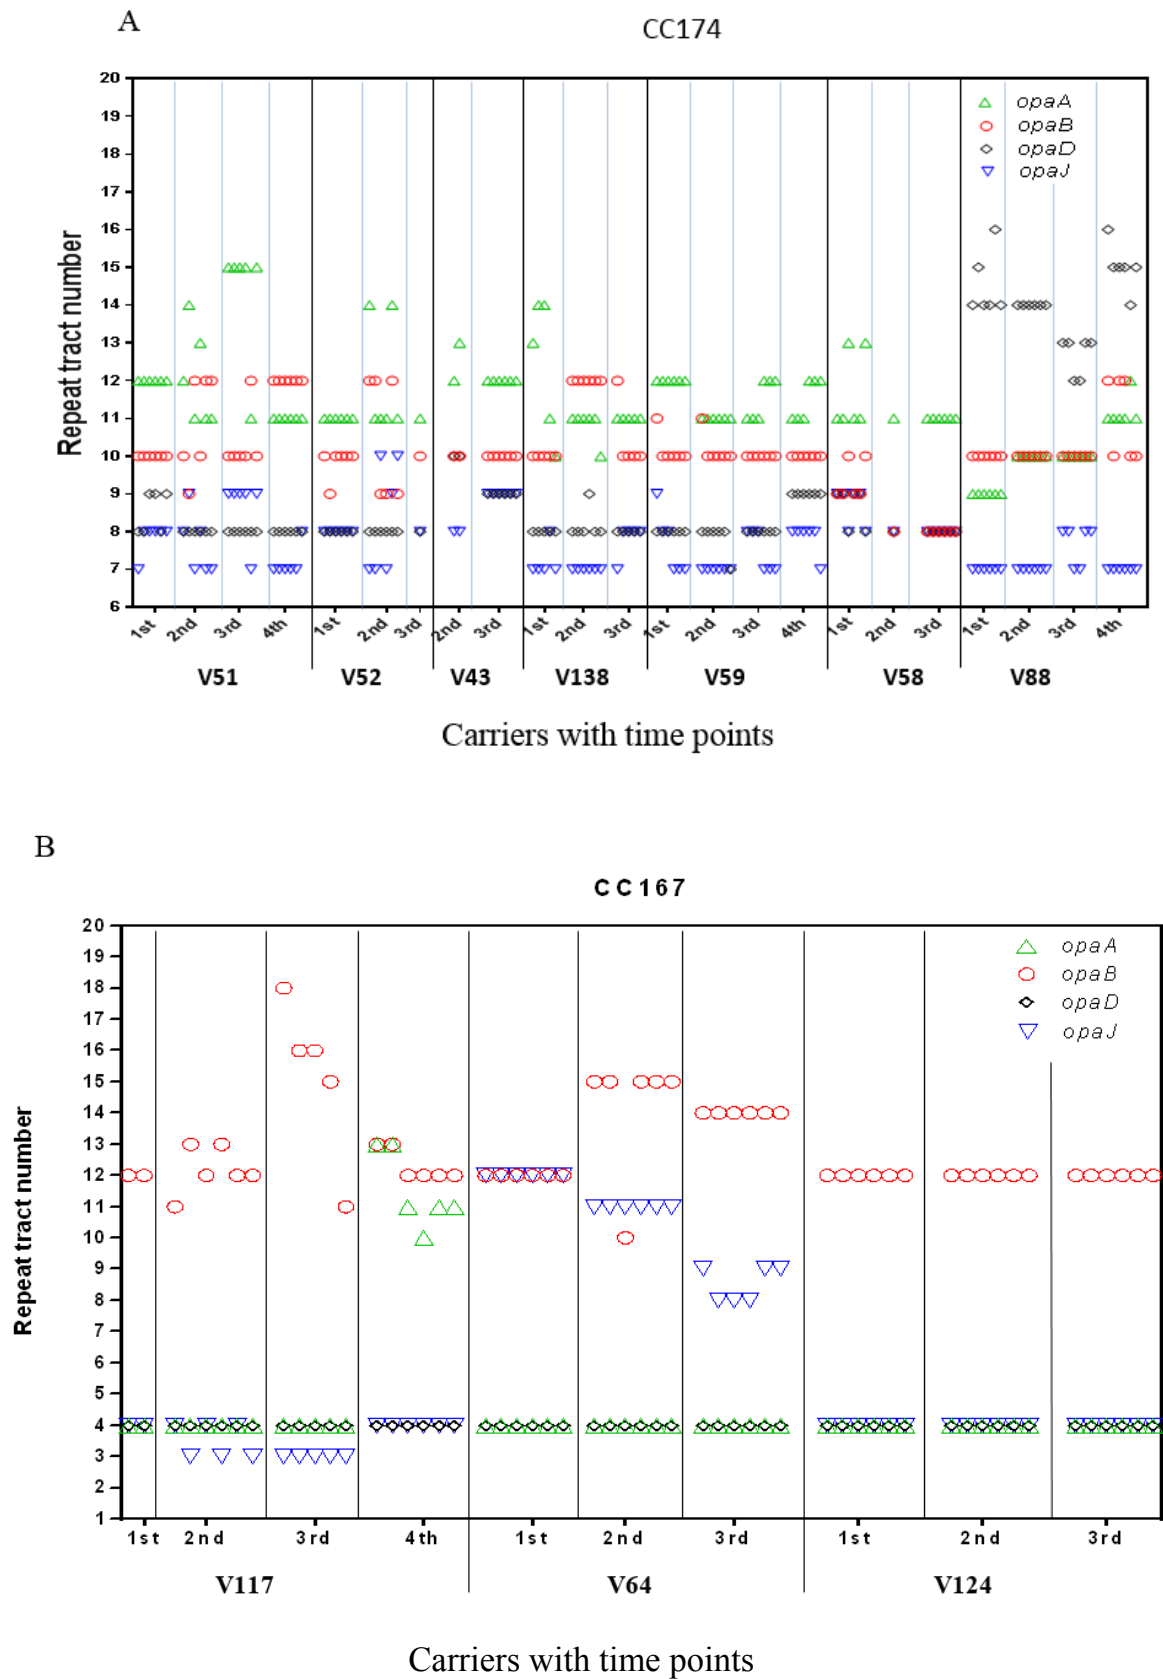 A
CC174
20
19
18
17
16
15
14
13
12
11
10
9
8
7
6
Repeat tract number
opaA
opaB
opaD
opaJ
1st 2nd 3rd 4th 1st 2nd 3rd 2nd 3rd 1st 2nd 3rd 1st 2nd 3rd 4th 1st 2nd 3rd 1st 2nd 3rd 4th
V51 V52 V43 V138 V59 V58 V88
Carriers with time points
B
CC167
20
19
18
17
16
15
14
13
12
11
10
9
8
7
6
5
4
3
2
1
Repeat tract number
opaA
opaB
opaD
opaJ
1st 2nd 3rd 4th 1st 2nd 3rd 1st 2nd 3rd
V117 V64 V124
Carriers with time points